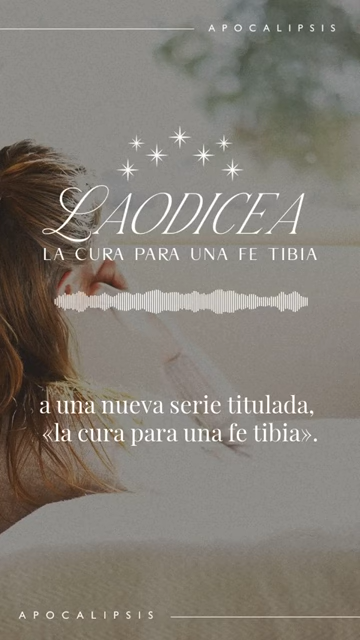 APOCALIPSIS
LAODICEA
LA CURA PARA UNA FE TIBIA
a una nueva serie titulada,
«la cura para una fe tibia».
APOCALIPSIS